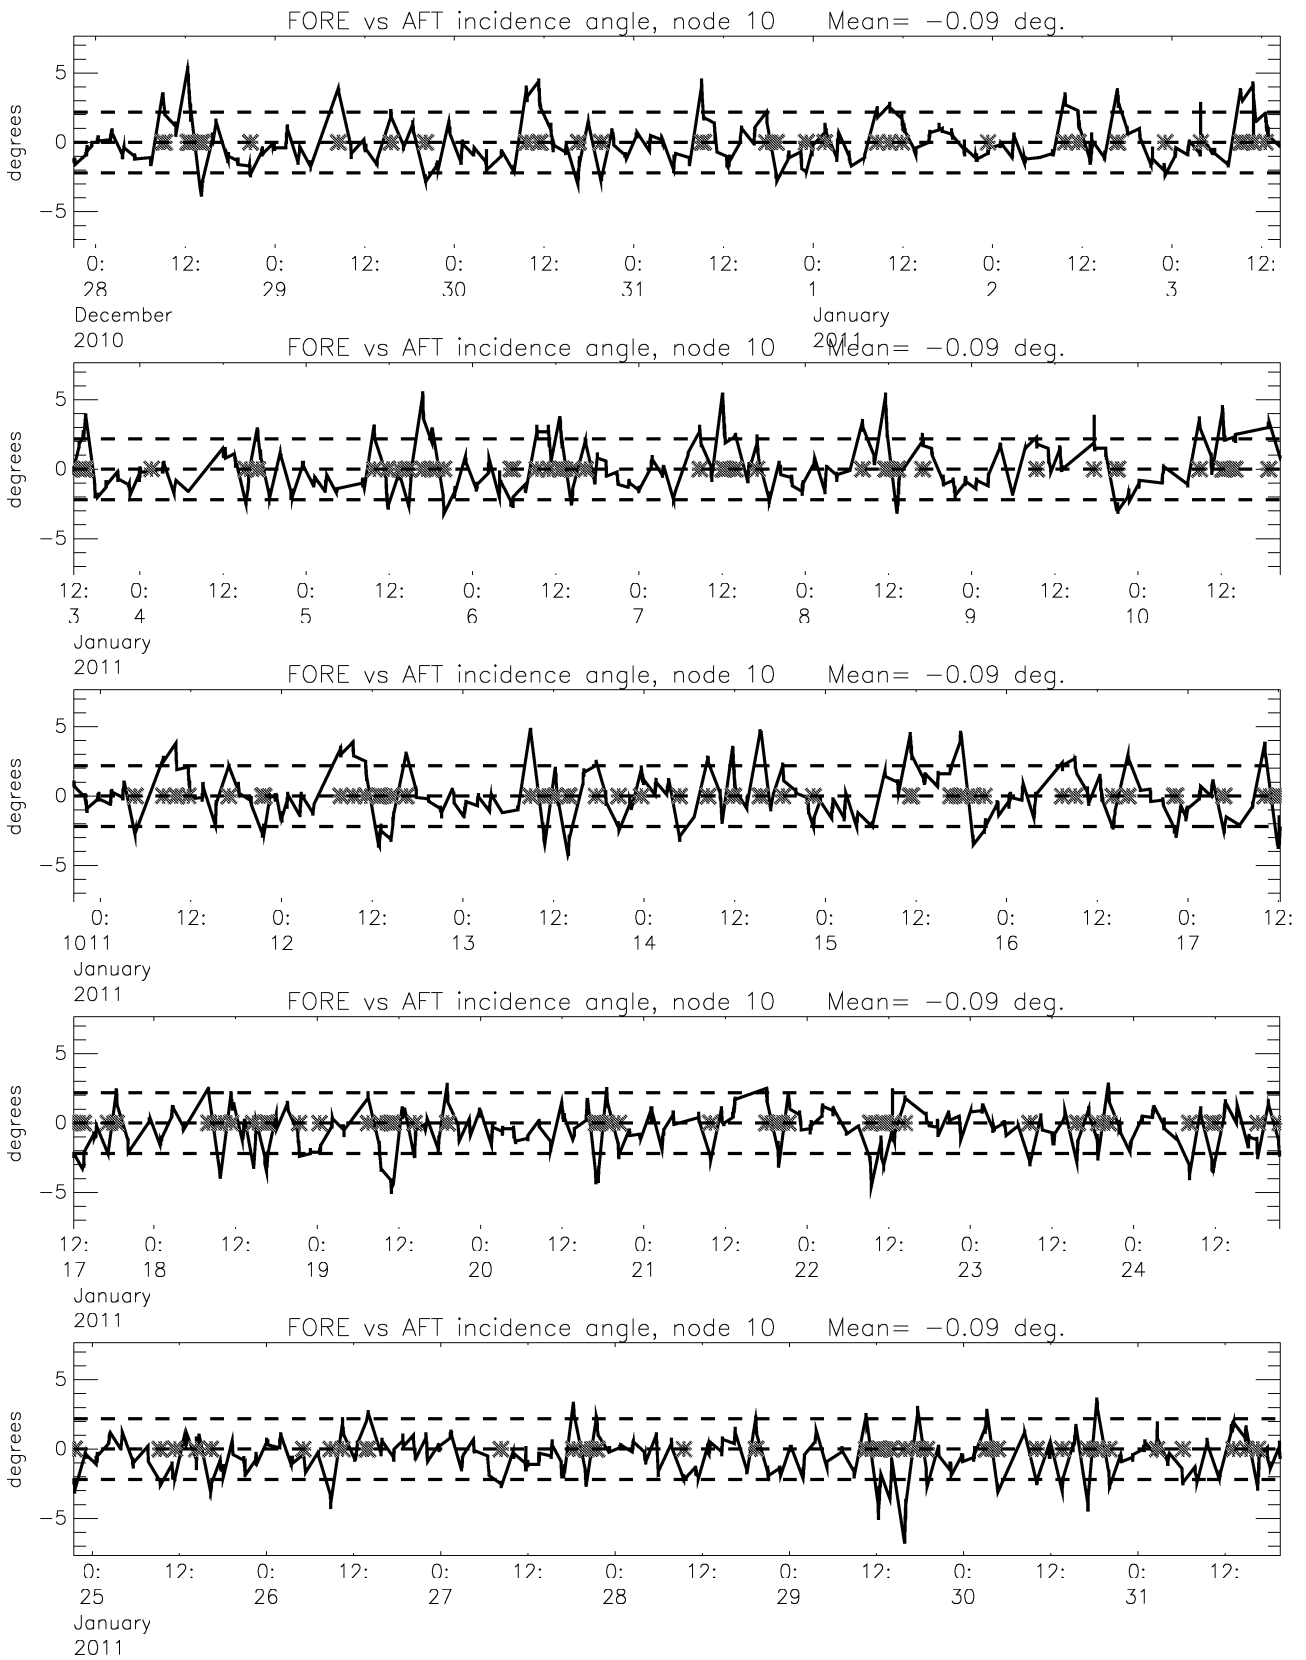 FORE vs AFT incidence angle, node 10 Mean= −0.09 deg.
5
degrees
0
−5
0: 12: 0: 12: 0: 12: 0: 12: 0: 12: 0: 12: 0: 12:
28 29 30 31 1 2 3
December January
2010 2011
FORE vs AFT incidence angle, node 10 Mean= −0.09 deg.
5
degrees
0
−5
12: 0: 12: 0: 12: 0: 12: 0: 12: 0: 12: 0: 12: 0: 12:
3 4 5 6 7 8 9 10
January
2011
FORE vs AFT incidence angle, node 10 Mean= −0.09 deg.
5
degrees
0
−5
0: 12: 0: 12: 0: 12: 0: 12: 0: 12: 0: 12: 0: 12:
1011 12 13 14 15 16 17
January
2011
FORE vs AFT incidence angle, node 10 Mean= −0.09 deg.
5
degrees
0
−5
12: 0: 12: 0: 12: 0: 12: 0: 12: 0: 12: 0: 12: 0: 12:
17 18 19 20 21 22 23 24
January
2011
FORE vs AFT incidence angle, node 10 Mean= −0.09 deg.
5
degrees
0
−5
0: 12: 0: 12: 0: 12: 0: 12: 0: 12: 0: 12: 0: 12:
25 26 27 28 29 30 31
January
2011